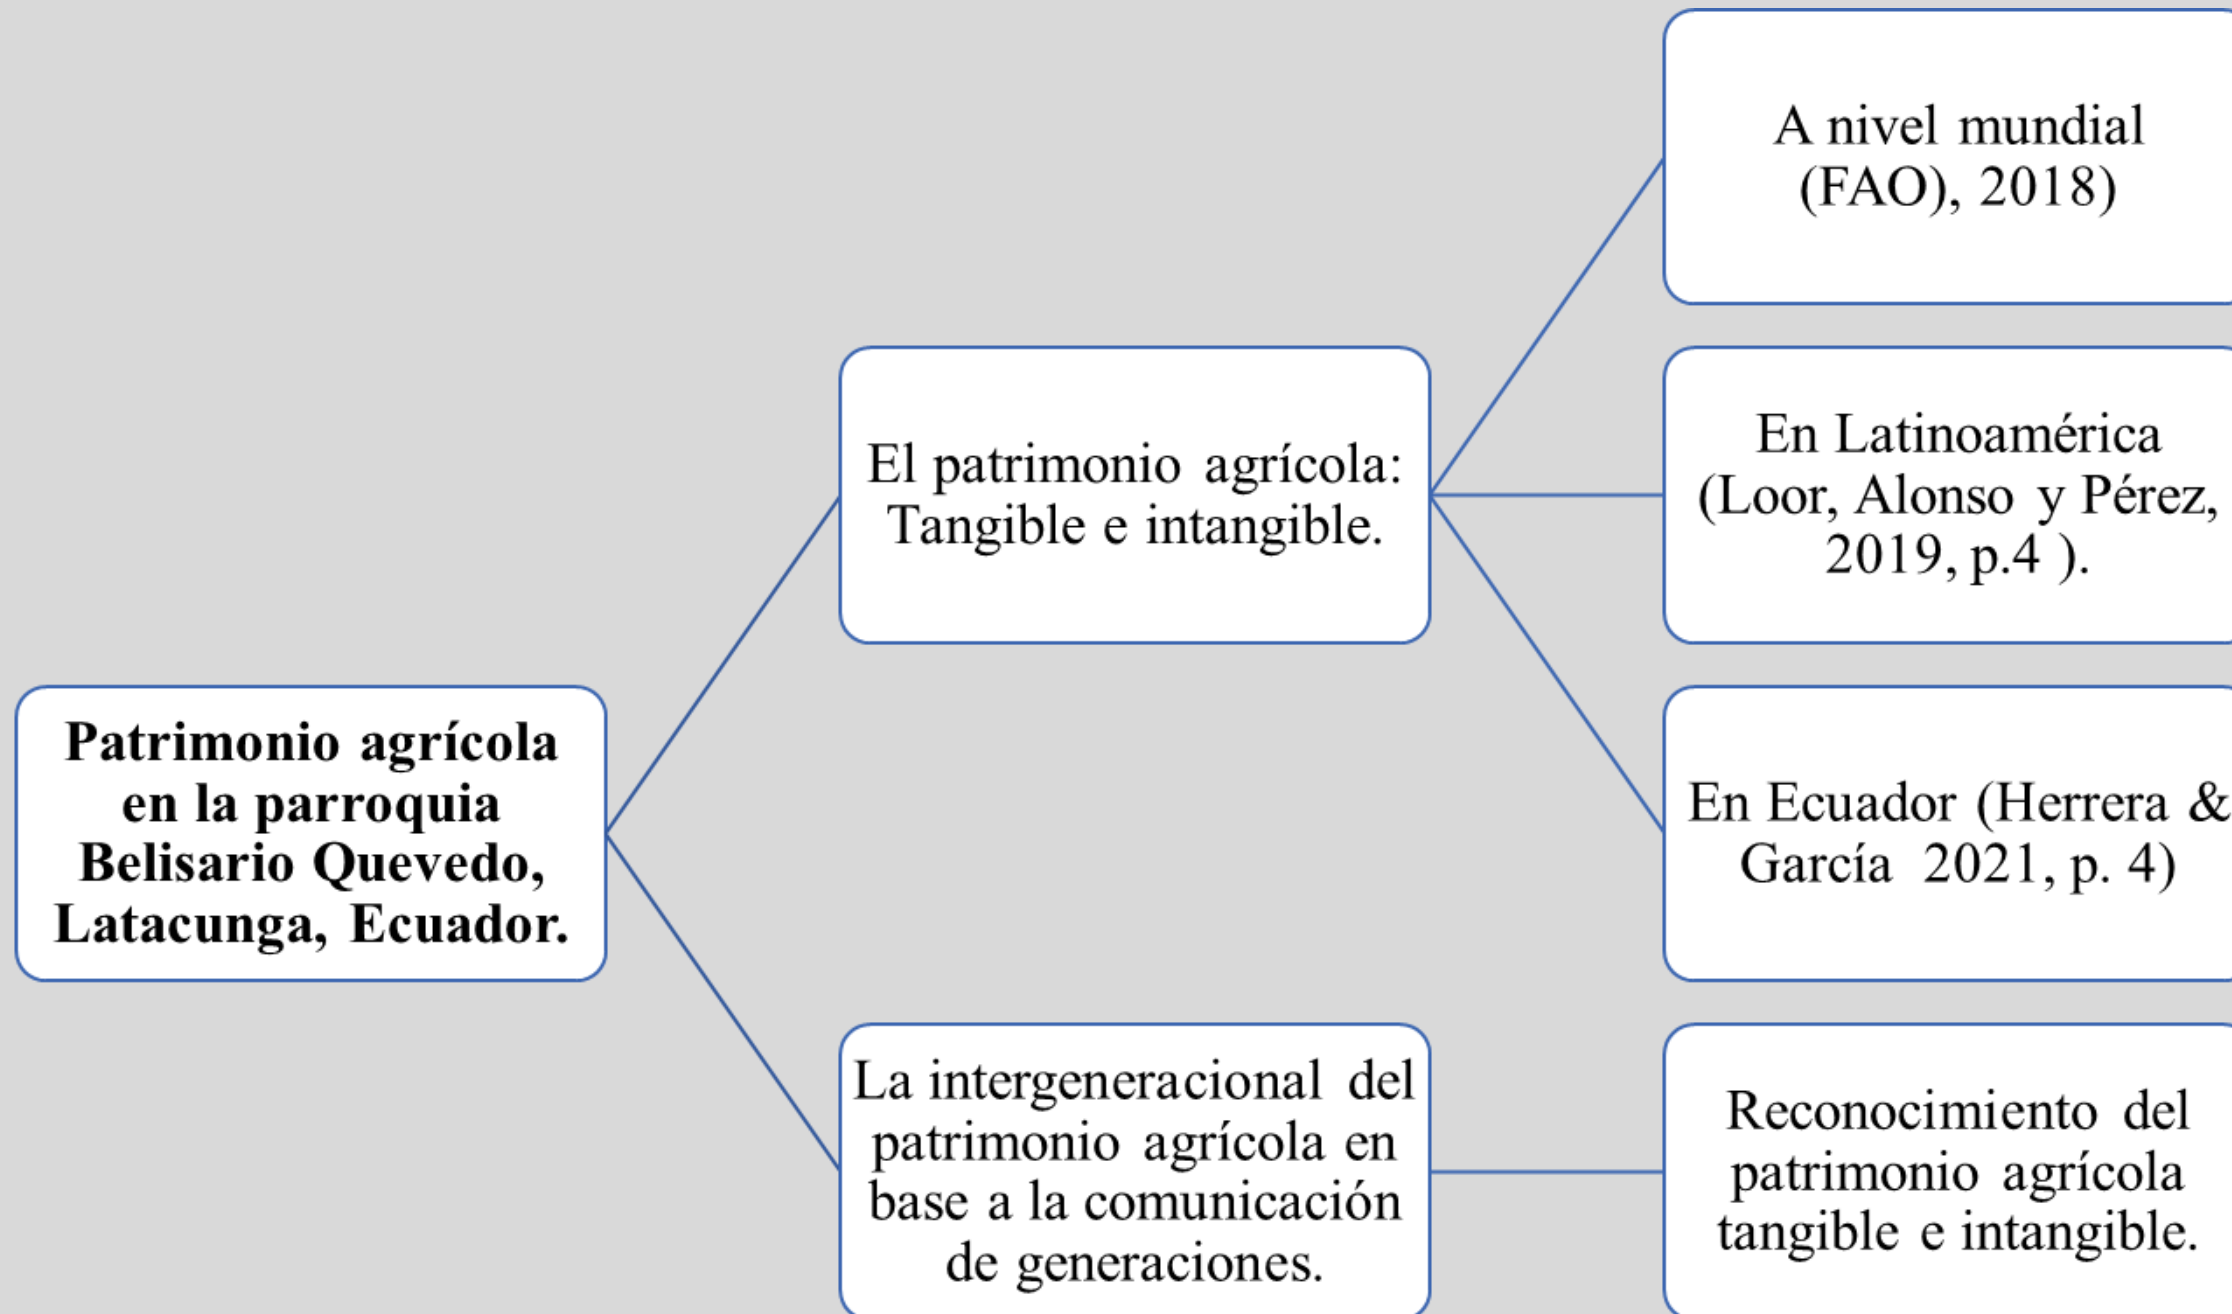 Patrimonio agrícola
en la parroquia
Belisario Quevedo,
Latacunga, Ecuador.
El patrimonio agrícola:
Tangible e intangible.
A nivel mundial
(FAO), 2018)
En Latinoamérica
(Loor, Alonso y Pérez,
2019, p.4 ).
En Ecuador (Herrera &
García 2021, p. 4)
La intergeneracional del
patrimonio agrícola en
base a la comunicación
de generaciones.
Reconocimiento del
patrimonio agrícola
tangible e intangible.